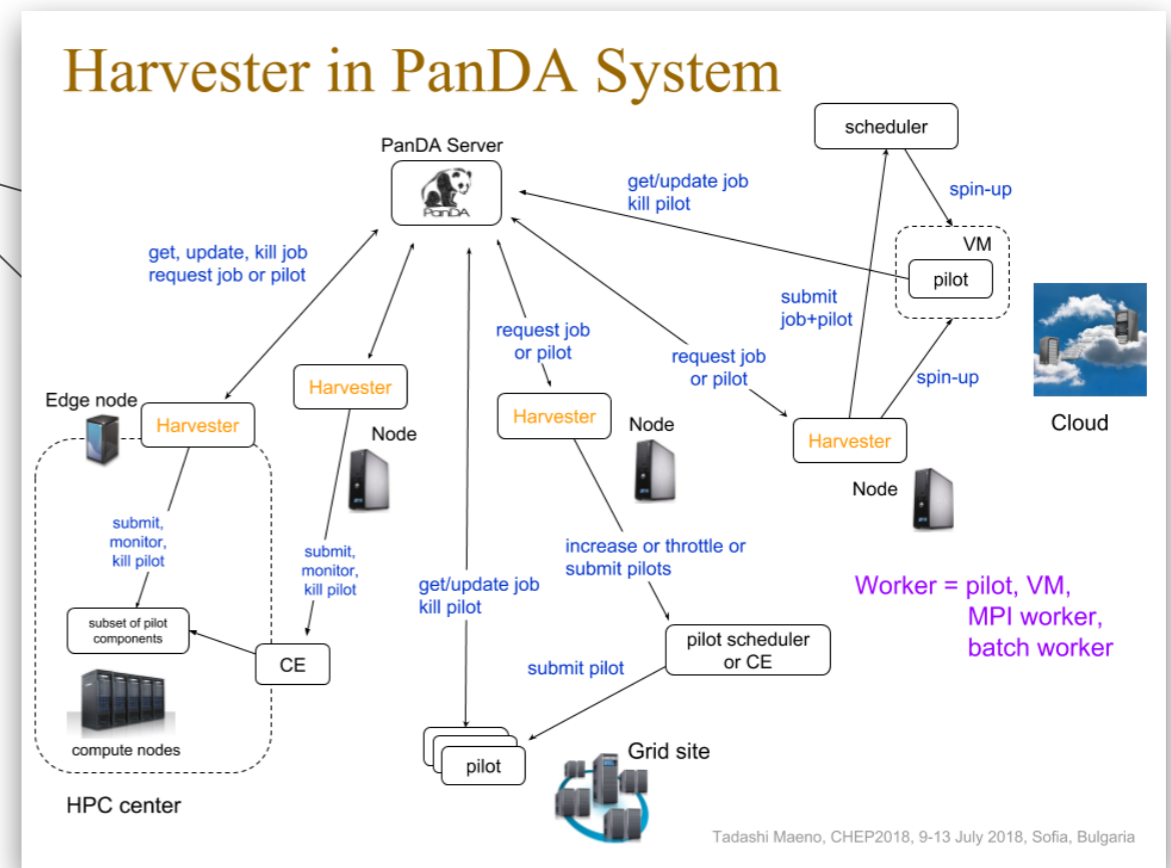 Harvester in PanDA System
PanDA Server
PanDA
scheduler
get/update job
kill pilot
spin-up
VM
pilot
get, update, kill job
request job or pilot
submit
job+pilot
request job
or pilot
request job
or pilot
spin-up
Harvester
Edge node
Harvester
Node
Harvester
Node
Harvester
Node
Cloud
submit,
monitor,
kill pilot
submit,
monitor,
kill pilot
get/update job
kill pilot
increase or throttle or
submit pilots
Worker = pilot, VM,
MPI worker,
batch worker
subset of pilot
components
CE
pilot scheduler
or CE
submit pilot
compute nodes
pilot
Grid site
HPC center
Tadashi Maeno, CHEP2018, 9-13 July 2018, Sofia, Bulgaria